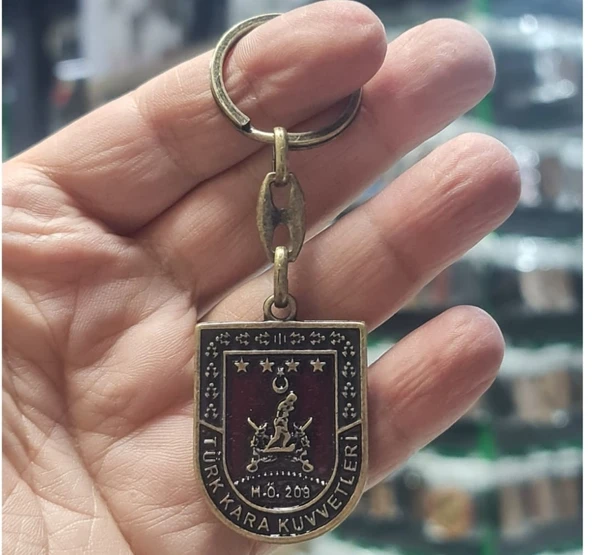 M.Ö. 209
TÜRK KARA KUVVETLERİ